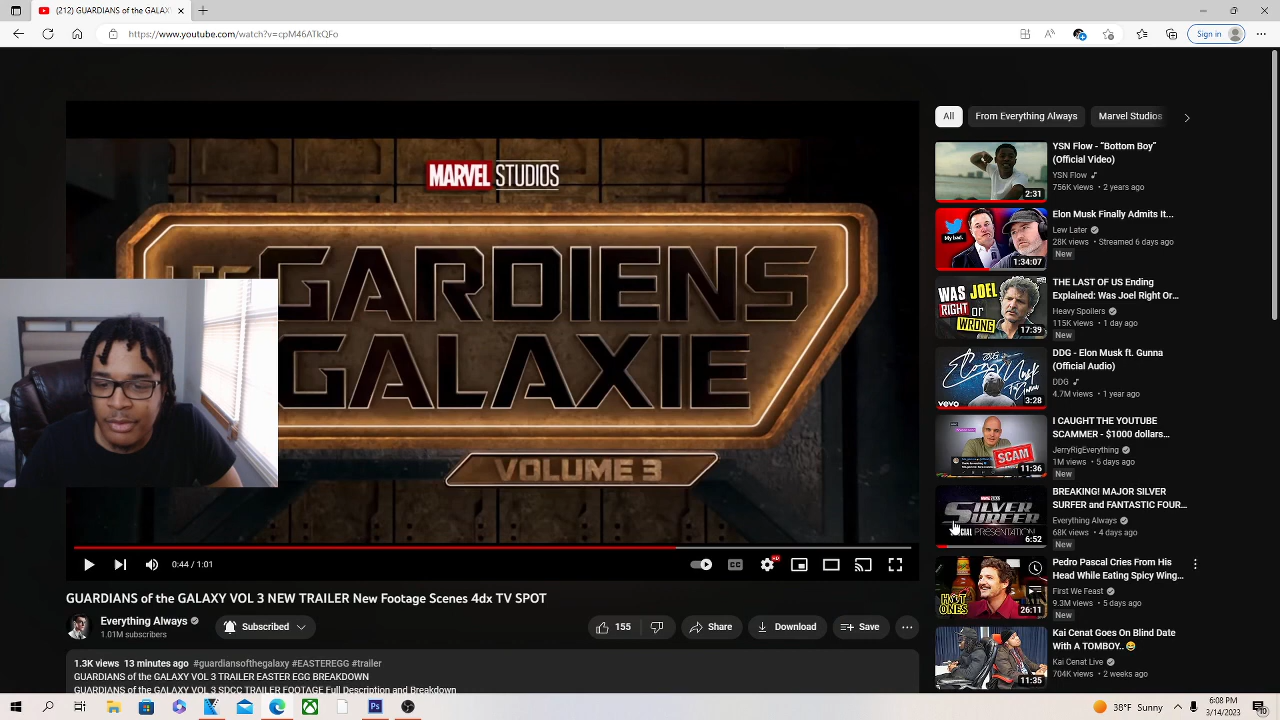 (212) GUARDIANS of the GALAX
https://www.youtube.com/watch?v=cpM46ATkQFo
Sign in
MARVEL STUDIOS
GARDIENS
GALAXIE
VOLUME 3
0:44 / 1:01
GUARDIANS of the GALAXY VOL 3 NEW TRAILER New Footage Scenes 4dx TV SPOT
Everything Always
1.01M subscribers
Subscribed
155
Share
Download
Save
1.3K views 13 minutes ago #guardiansofthegalaxy #EASTEREGG #trailer
GUARDIANS of the GALAXY VOL 3 TRAILER EASTER EGG BREAKDOWN
GUARDIANS of the GALAXY VOL 3 SDCC TRAILER FOOTAGE Full Description and Breakdown
All
From Everything Always
Marvel Studios
2:31
YSN Flow - “Bottom Boy”
(Official Video)
YSN Flow
756K views • 2 years ago
My bad.
1:34:07
Elon Musk Finally Admits It...
Lew Later
28K views • Streamed 6 days ago
New
WAS JOEL
RIGHT or
WRONG
17:39
THE LAST OF US Ending
Explained: Was Joel Right Or…
Heavy Spoilers
115K views • 1 day ago
New
vevo
3:28
DDG - Elon Musk ft. Gunna
(Official Audio)
DDG
4.7M views • 1 year ago
SCAM
11:36
I CAUGHT THE YOUTUBE
SCAMMER - $1000 dollars…
JerryRigEverything
1M views • 5 days ago
New
SILVER
SURFER
SPECIAL PRESENTATION
6:52
BREAKING! MAJOR SILVER
SURFER and FANTASTIC FOUR…
Everything Always
68K views • 4 days ago
New
HOT
ONES
26:11
Pedro Pascal Cries From His
Head While Eating Spicy Wing…
First We Feast
9.3M views • 5 days ago
New
11:35
Kai Cenat Goes On Blind Date
With A TOMBOY.. 😅
Kai Cenat Live
704K views • 2 weeks ago
38°F Sunny
6:08 PM
3/14/2023